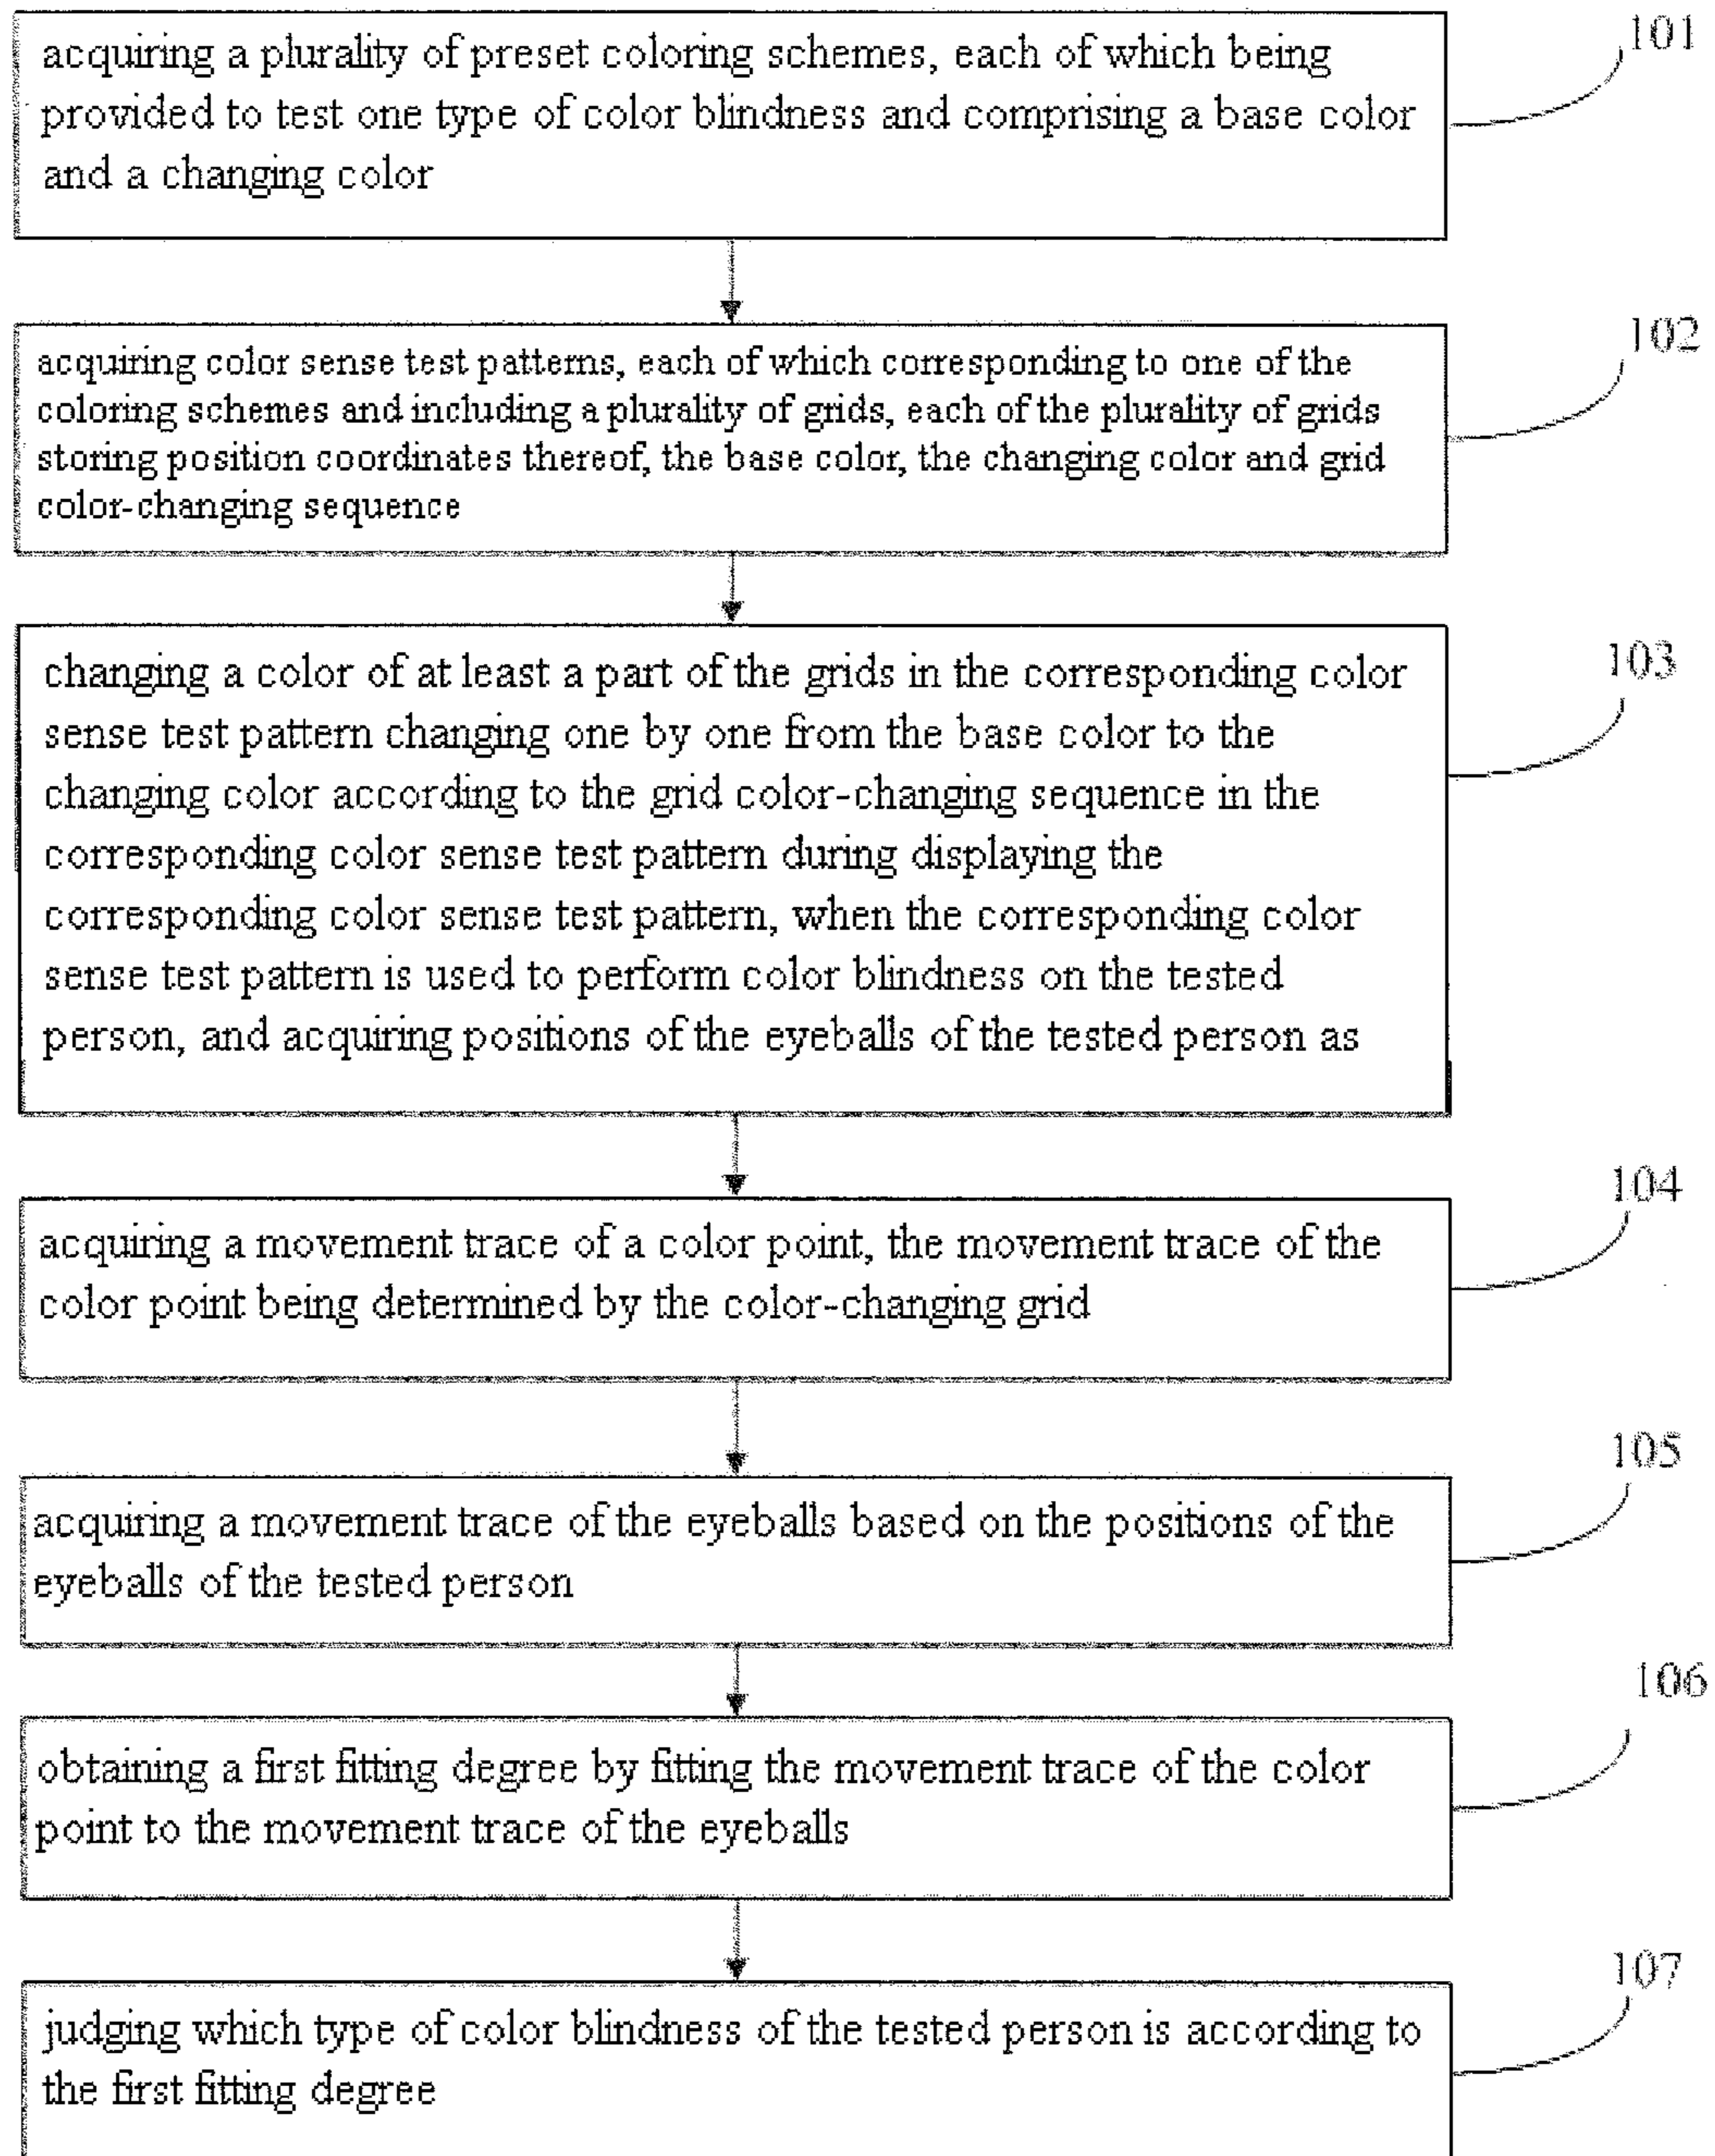 acquiring a plurality of preset coloring schemes, each of which being
provided to test one type of color blindness and comprising a base color
and a changing color
101
acquiring color sense test patterns, each of which corresponding to one of the
coloring schemes and including a plurality of grids, each of the plurality of grids
storing position coordinates thereof, the base color, the changing color and grid
color-changing sequence
102
changing a color of at least a part of the grids in the corresponding color
sense test pattern changing one by one from the base color to the
changing color according to the grid color-changing sequence in the
corresponding color sense test pattern during displaying the
corresponding color sense test pattern, when the corresponding color
sense test pattern is used to perform color blindness on the tested
person, and acquiring positions of the eyeballs of the tested person as
103
acquiring a movement trace of a color point, the movement trace of the
color point being determined by the color-changing grid
104
acquiring a movement trace of the eyeballs based on the positions of the
eyeballs of the tested person
105
obtaining a first fitting degree by fitting the movement trace of the color
point to the movement trace of the eyeballs
106
judging which type of color blindness of the tested person is according to
the first fitting degree
107